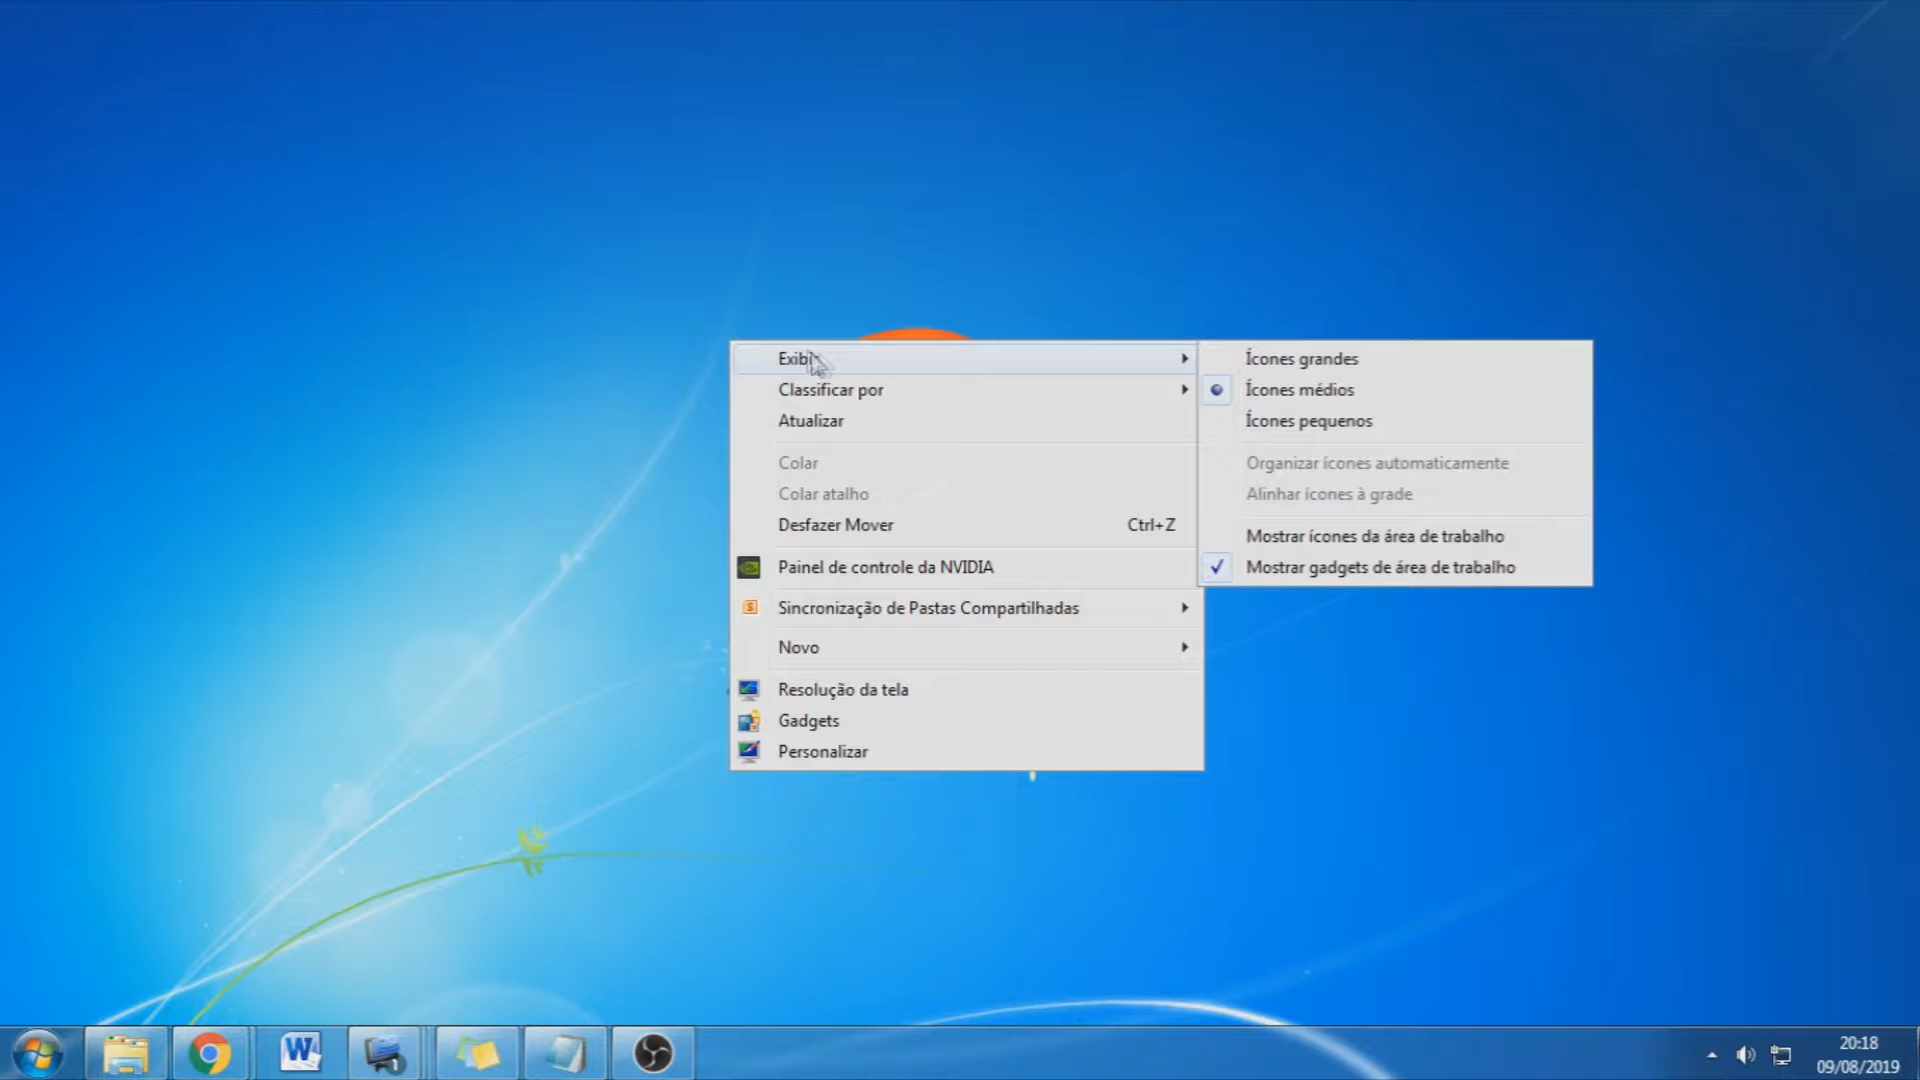 Exibir
Classificar por
Atualizar
Colar
Colar atalho
Desfazer Mover Ctrl+Z
Painel de controle da NVIDIA
Sincronização de Pastas Compartilhadas
Novo
Resolução da tela
Gadgets
Personalizar
Ícones grandes
Ícones médios
Ícones pequenos
Organizar ícones automaticamente
Alinhar ícones à grade
Mostrar ícones da área de trabalho
Mostrar gadgets de área de trabalho
W
1
20:18
09/08/2019